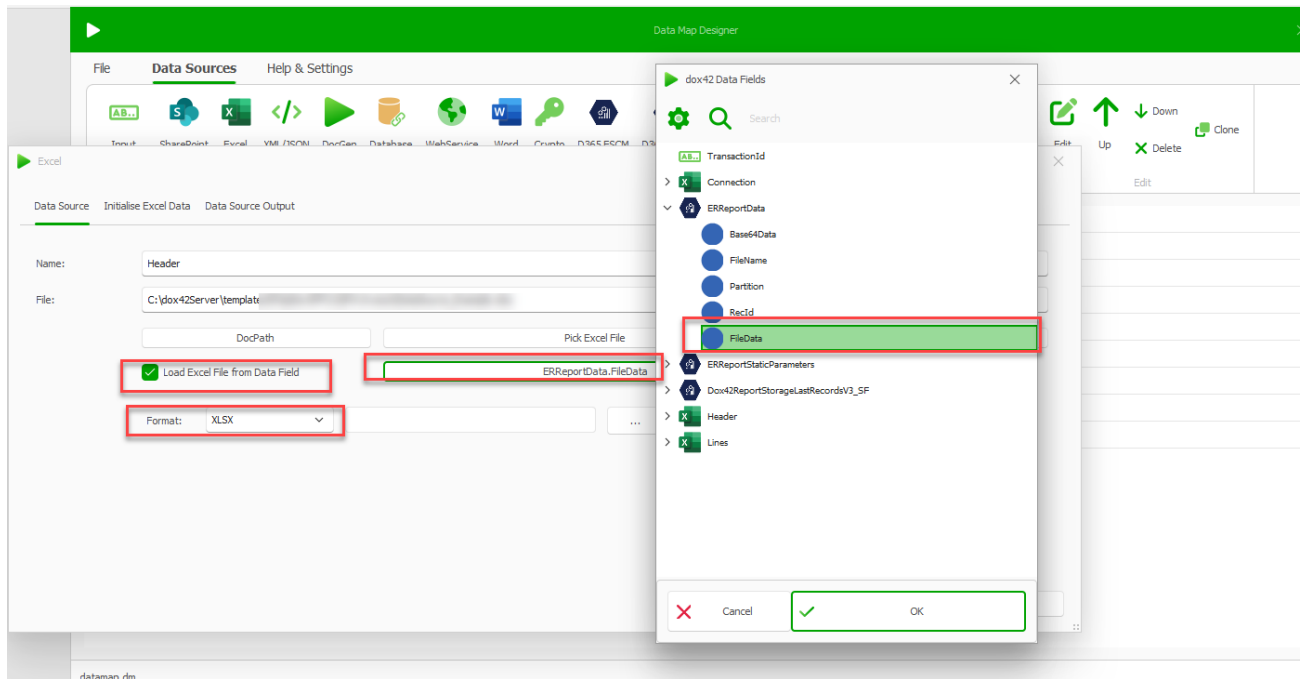 Data Map Designer
File Data Sources Help & Settings
AB..
Input SharePoint Excel XML/JSON DocGen Database WebService Word Crypto D365 FSCM
Edit Up Down Clone
Delete
Edit
Excel
Data Source Initialise Excel Data Data Source Output
Name: Header
File: C:\dox42Server\template
DocPath Pick Excel File
Load Excel File from Data Field ERReportData.FileData
Format: XLSX ...
dox42 Data Fields
Search
AB.. TransactionId
Connection
ERReportData
Base64Data
FileName
Partition
RecId
FileData
ERReportStaticParameters
Dox42ReportStorageLastRecordsV3_SF
Header
Lines
Cancel OK
datamap.dm